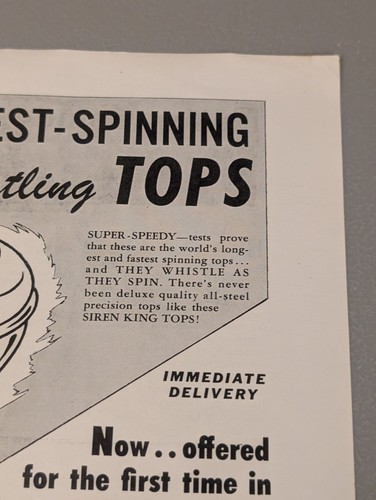 EST-SPINNING
tling TOPS
SUPER-SPEEDY—tests prove
that these are the world's long-
est and fastest spinning tops...
and THEY WHISTLE AS
THEY SPIN. There's never
been deluxe quality all-steel
precision tops like these
SIREN KING TOPS!
IMMEDIATE
DELIVERY
Now..offered
for the first time in